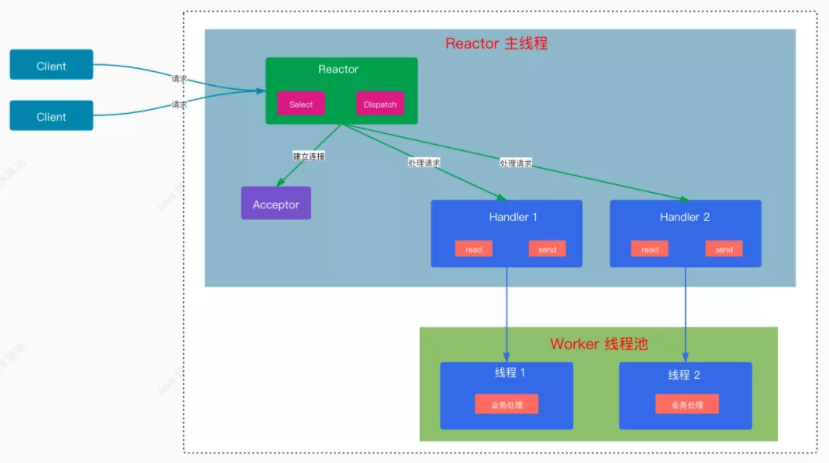 Reactor 主线程
Client
Client
请求
请求
Reactor
Select
Dispatch
建立连接
处理请求
处理请求
Acceptor
Handler 1
read
send
Handler 2
read
send
Worker 线程池
线程 1
业务处理
线程 2
业务处理